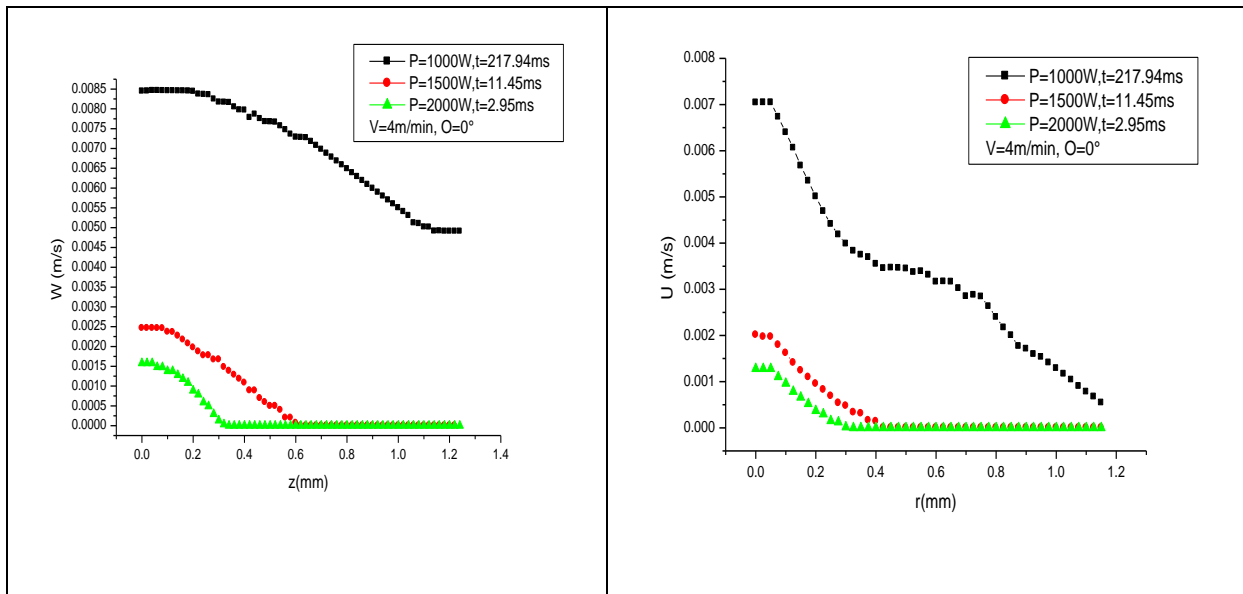 P=1000W,t=217.94ms
P=1500W,t=11.45ms
P=2000W,t=2.95ms
V=4m/min, O=0°
0.0085
0.0080
0.0075
0.0070
0.0065
0.0060
0.0055
0.0050
0.0045
0.0040
0.0035
0.0030
0.0025
0.0020
0.0015
0.0010
0.0005
0.0000
W (m/s)
0.0 0.2 0.4 0.6 0.8 1.0 1.2 1.4
z(mm)
P=1000W,t=217.94ms
P=1500W,t=11.45ms
P=2000W,t=2.95ms
V=4m/min, O=0°
0.008
0.007
0.006
0.005
0.004
0.003
0.002
0.001
0.000
U (m/s)
0.0 0.2 0.4 0.6 0.8 1.0 1.2
r(mm)